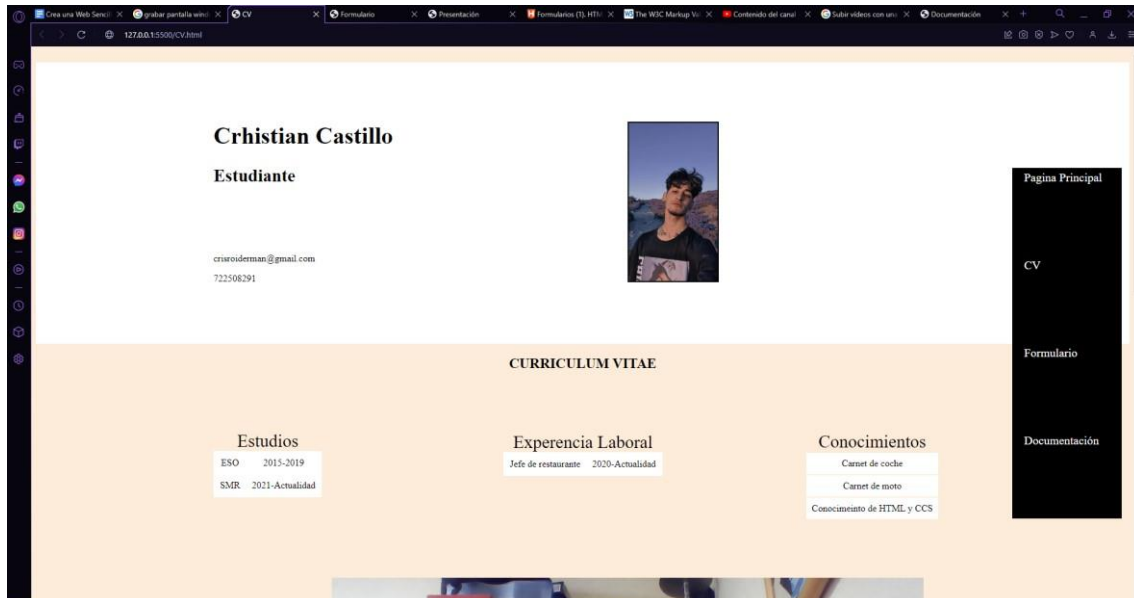 Crea una Web Sencil
grabar pantalla wind
CV
Formulario
Presentación
Formularios (1). HTM
The W3C Markup Va
Contenido del canal
Subir vídeos con una
Documentación
127.0.0.1:5500/CV.html
Crhistian Castillo
Estudiante
crisroiderman@gmail.com
722508291
Pagina Principal
CV
Formulario
Documentación
CURRICULUM VITAE
Estudios
ESO 2015-2019
SMR 2021-Actualidad
Experencia Laboral
Jefe de restaurante 2020-Actualidad
Conocimientos
Carnet de coche
Carnet de moto
Conocimeinto de HTML y CCS